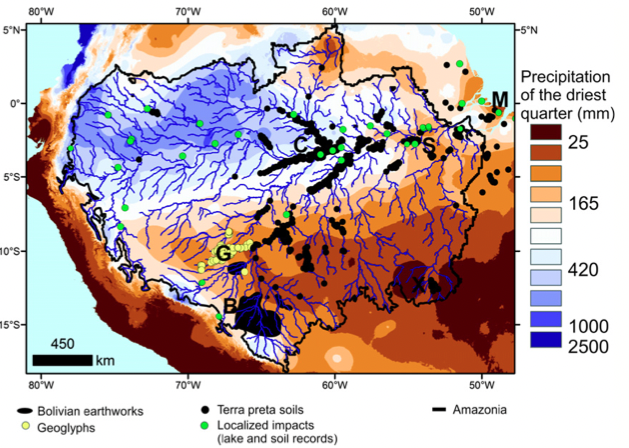 80°W 70°W 60°W 50°W
5°N 5°N
Precipitation
of the driest
quarter (mm)
25
165
420
1000
2500
0°
5°S
10°S
15°S
M
C
S
G
X
B
450
km
80°W 70°W 60°W 50°W
Bolivian earthworks
Geoglyphs
Terra preta soils
Localized impacts
(lake and soil records)
Amazonia